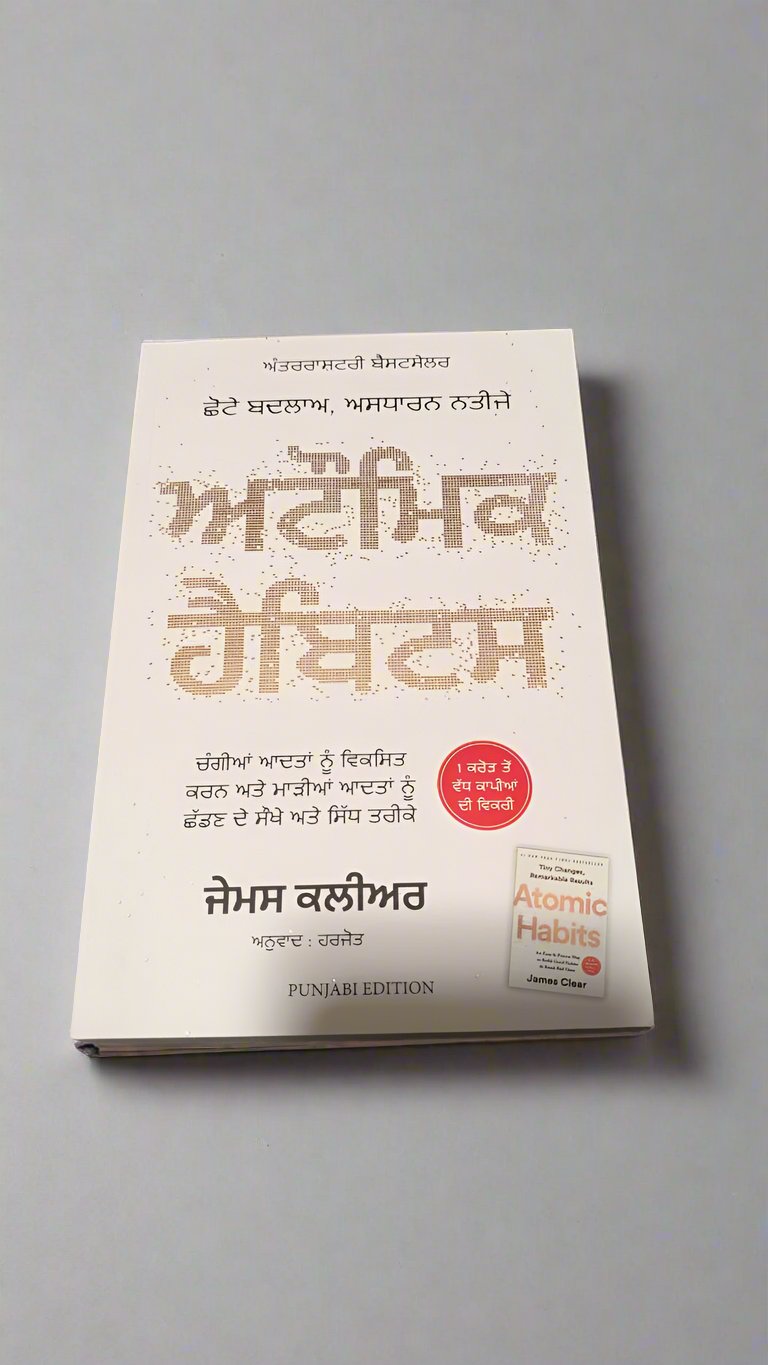 ਅੰਤਰਰਾਸ਼ਟਰੀ ਬੈਸਟਸੇਲਰ
ਛੋਟੇ ਬਦਲਾਅ, ਅਸਧਾਰਨ ਨਤੀਜੇ
ਅਟੌਮਿਕ
ਹੈਬਿਟਸ
ਚੰਗੀਆਂ ਆਦਤਾਂ ਨੂੰ ਵਿਕਸਿਤ
ਕਰਨ ਅਤੇ ਮਾੜੀਆਂ ਆਦਤਾਂ ਨੂੰ
ਛੱਡਣ ਦੇ ਸੌਖੇ ਅਤੇ ਸਿੱਧ ਤਰੀਕੇ
1 ਕਰੋੜ ਤੋਂ
ਵੱਧ ਕਾਪੀਆਂ
ਦੀ ਵਿਕਰੀ
ਜੇਮਸ ਕਲੀਅਰ
ਅਨੁਵਾਦ : ਹਰਜੋਤ
PUNJABI EDITION
Tiny Changes,
Remarkable Results
Atomic
Habits
James Clear